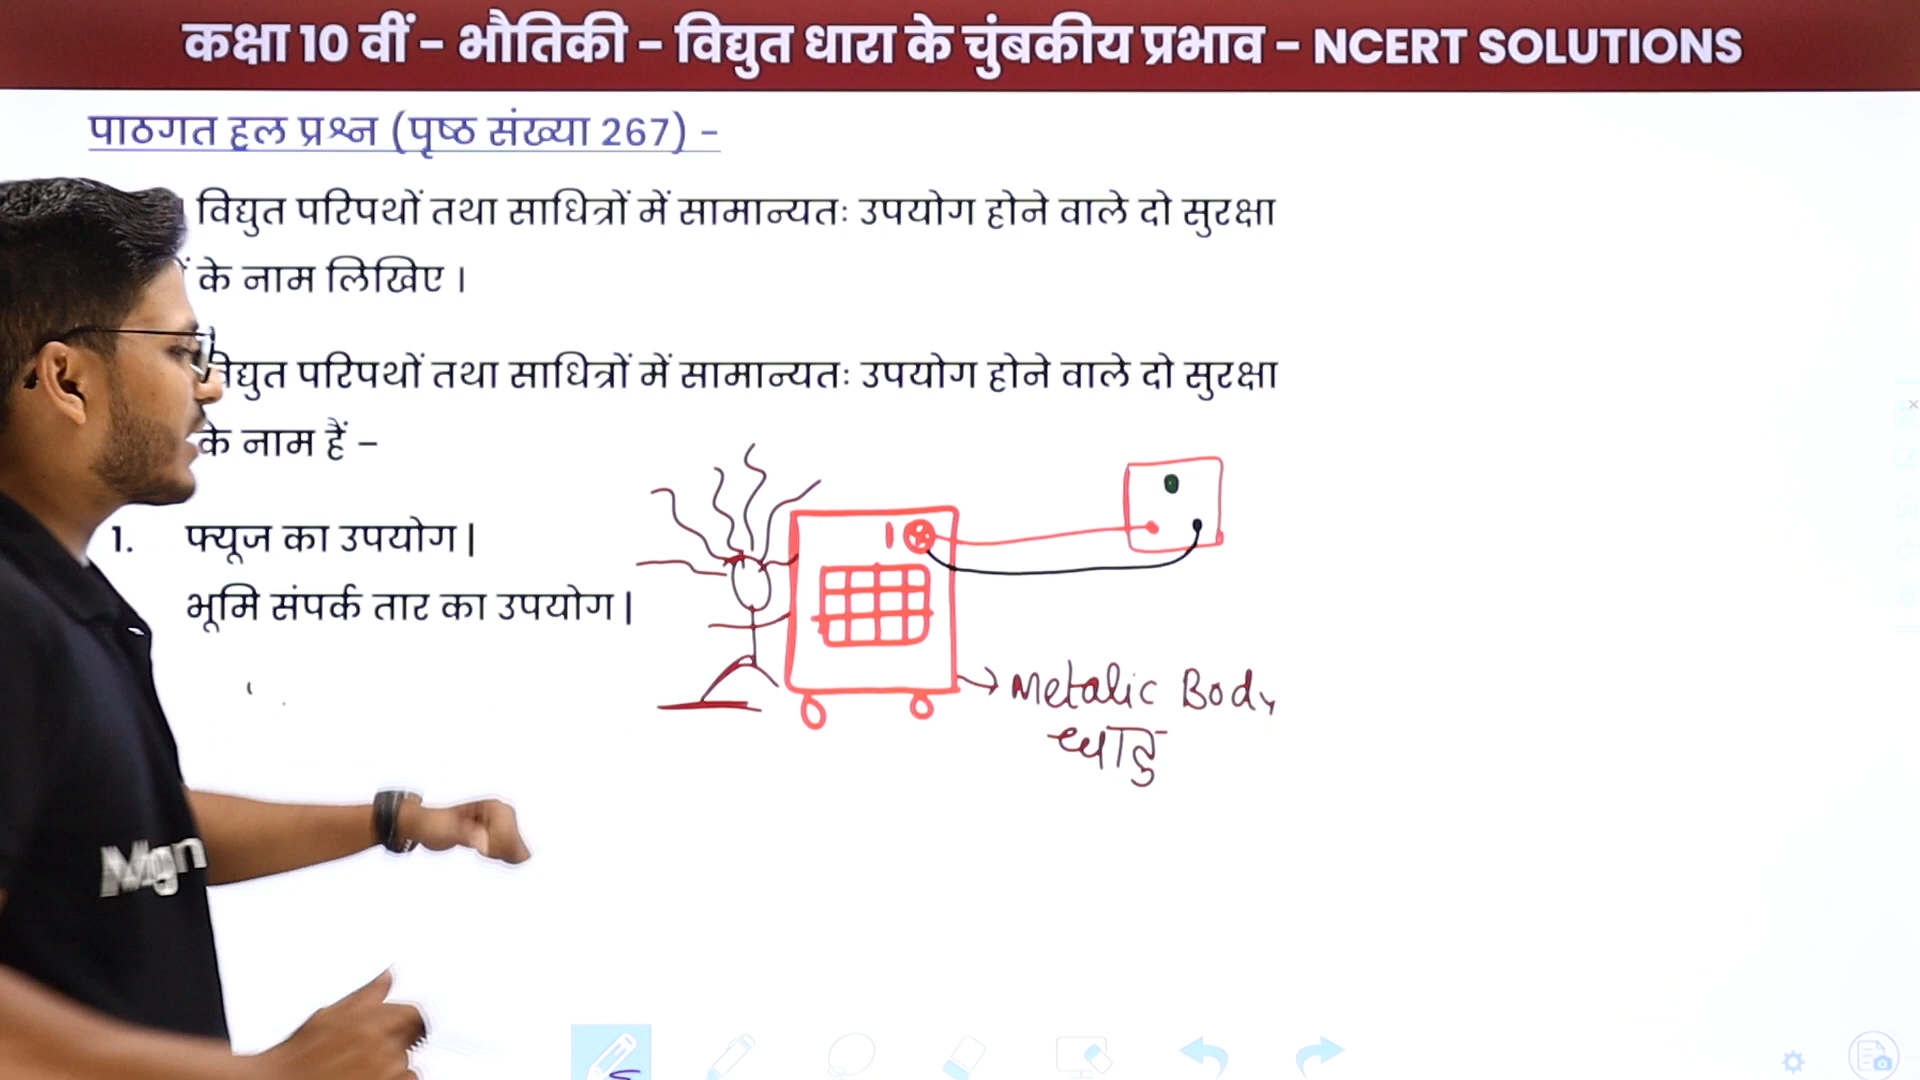 कक्षा 10 वीं – भौतिकी – विद्युत धारा के चुंबकीय प्रभाव – NCERT SOLUTIONS
पाठगत हल प्रश्न (पृष्ठ संख्या 267) –
विद्युत परिपथों तथा साधित्रों में सामान्यतः उपयोग होने वाले दो सुरक्षा
के नाम लिखिए।
विद्युत परिपथों तथा साधित्रों में सामान्यतः उपयोग होने वाले दो सुरक्षा
के नाम हैं –
1. फ्यूज का उपयोग|
भूमि संपर्क तार का उपयोग|
Metalic Body
धातु